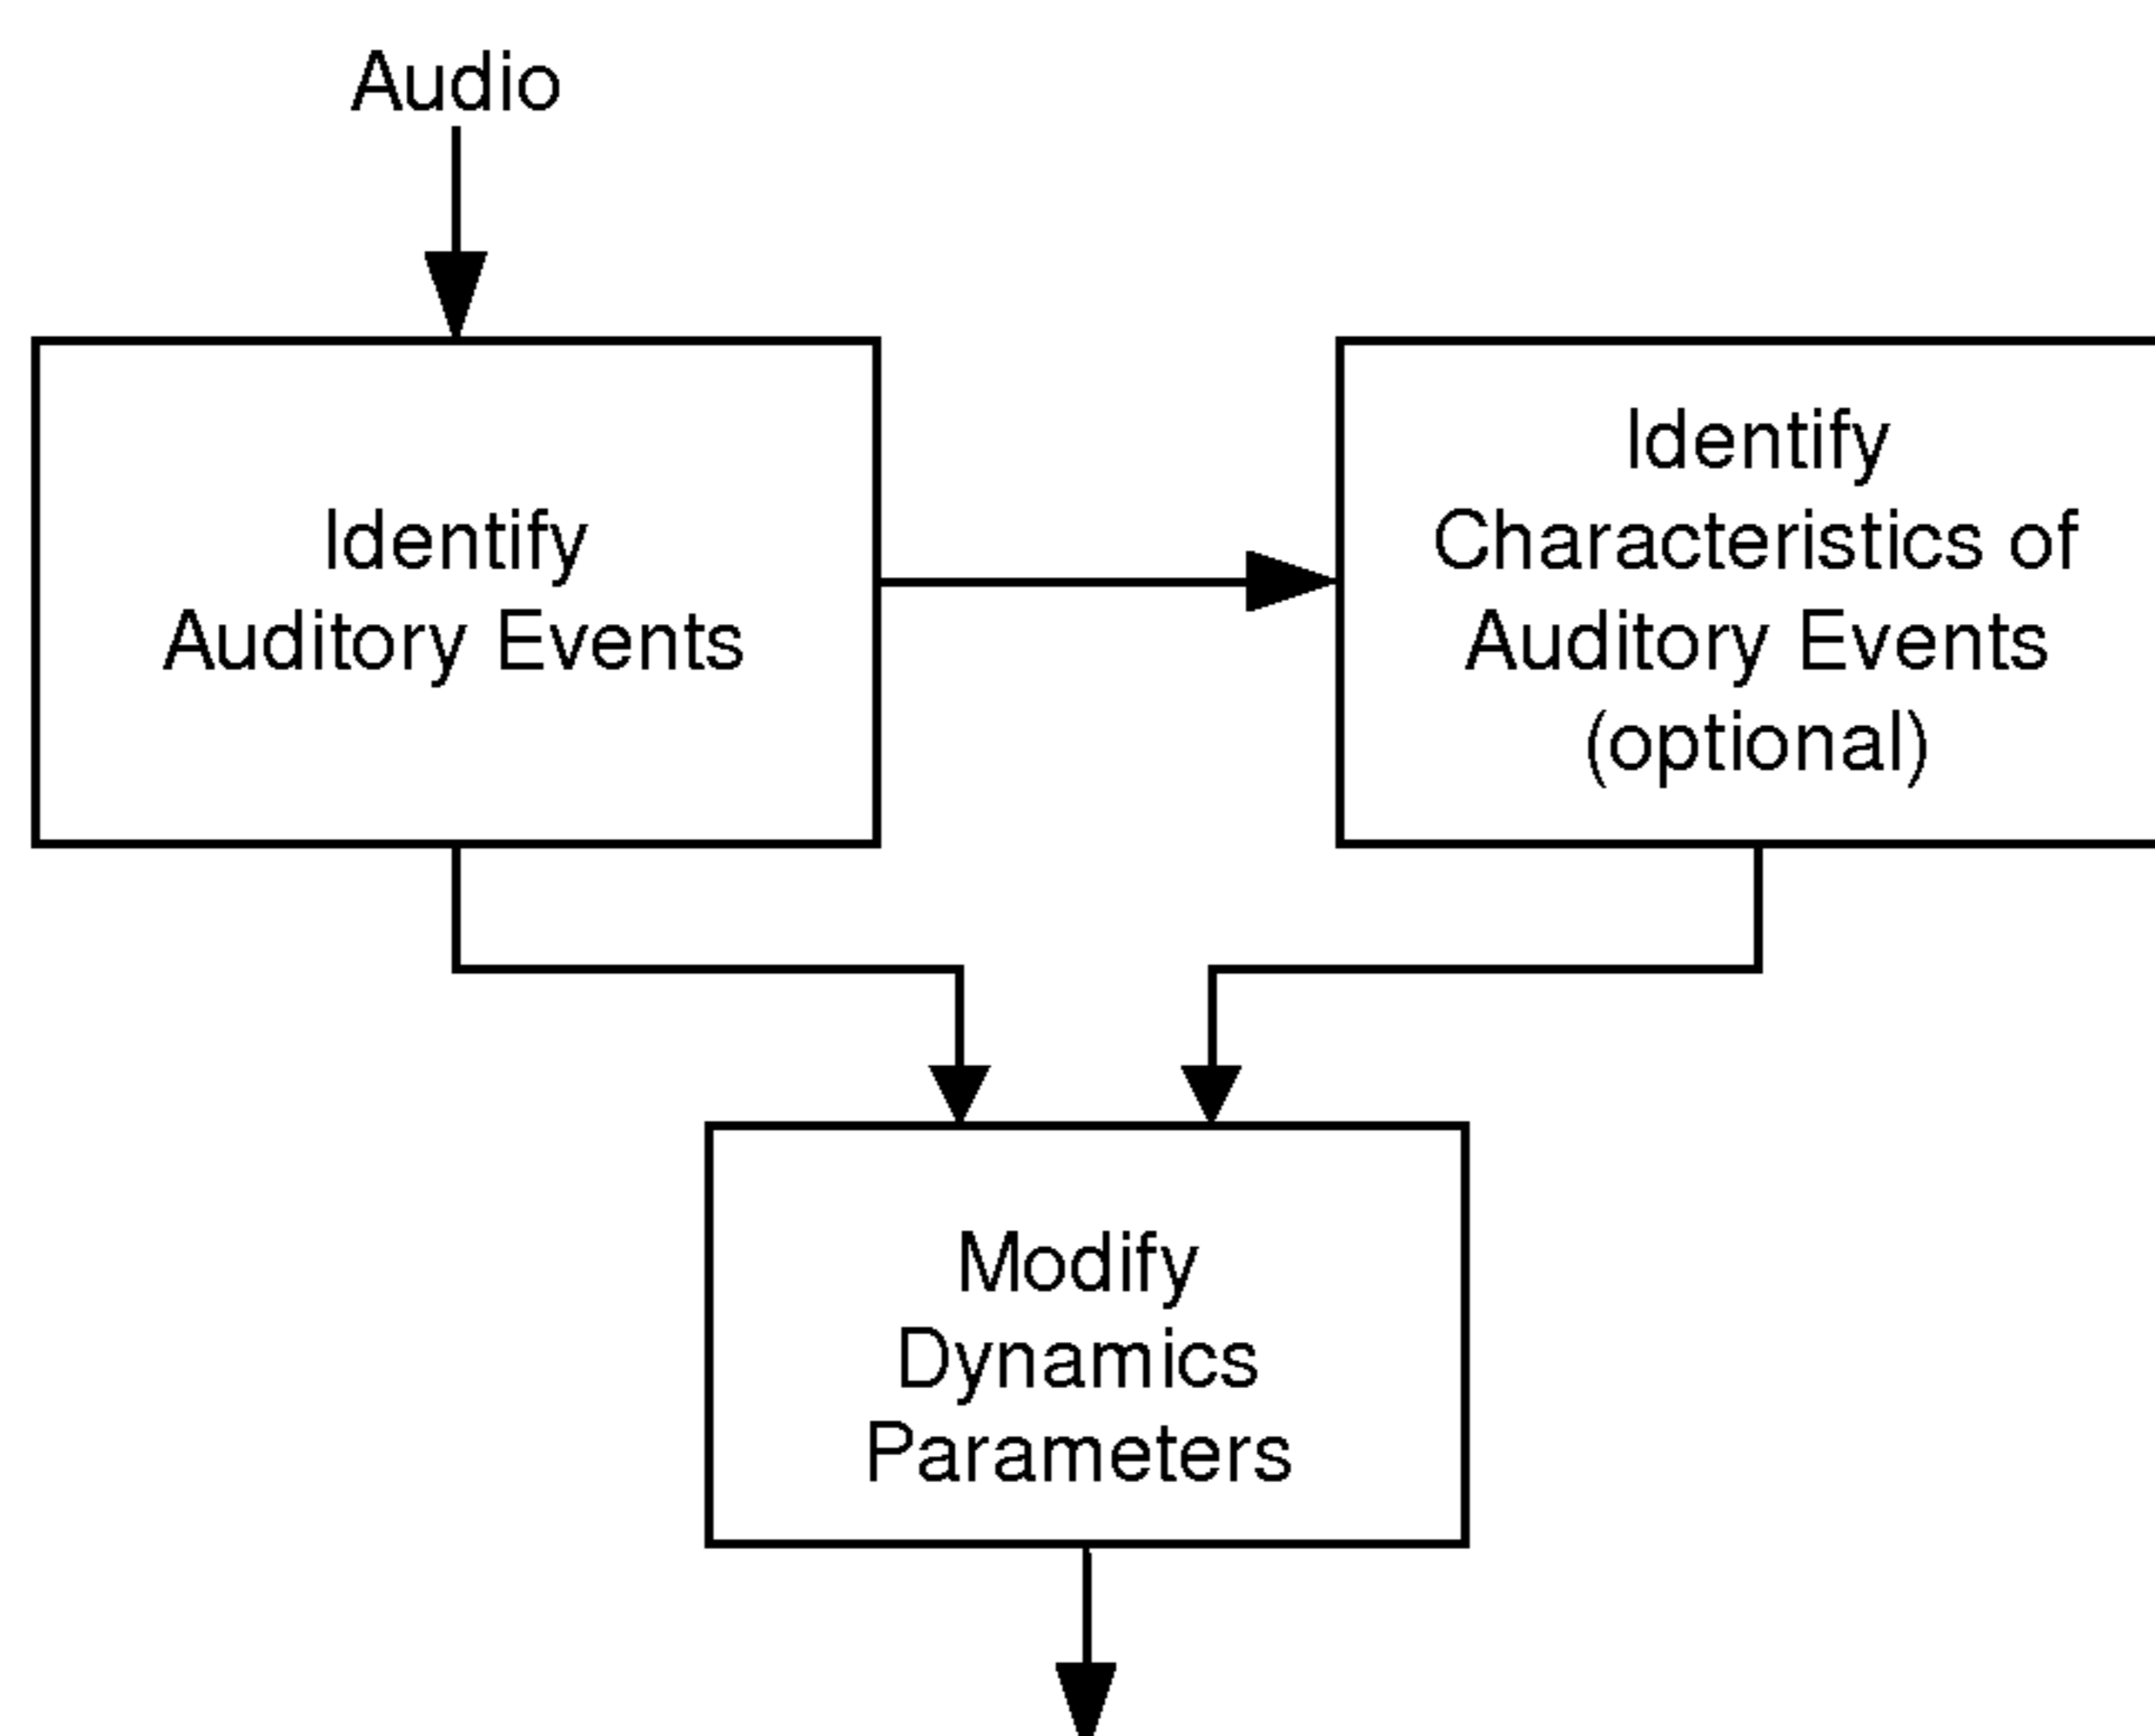 Audio
Identify
Auditory Events
Identify
Characteristics of
Auditory Events
(optional)
Modify
Dynamics
Parameters